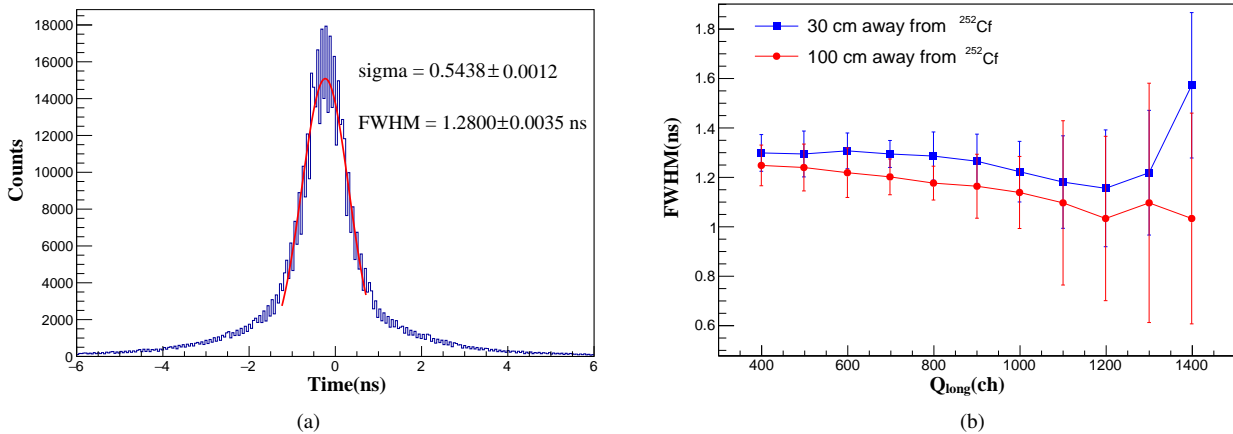 18000
16000
14000
12000
10000
8000
6000
4000
2000
0
Counts
sigma = 0.5438± 0.0012
FWHM = 1.2800±0.0035 ns
−6 −4 −2 0 2 4 6
Time(ns)
(a)
1.8
1.6
1.4
1.2
1
0.8
0.6
FWHM(ns)
30 cm away from ²⁵²Cf
100 cm away from ²⁵²Cf
400 600 800 1000 1200 1400
Q_long(ch)
(b)